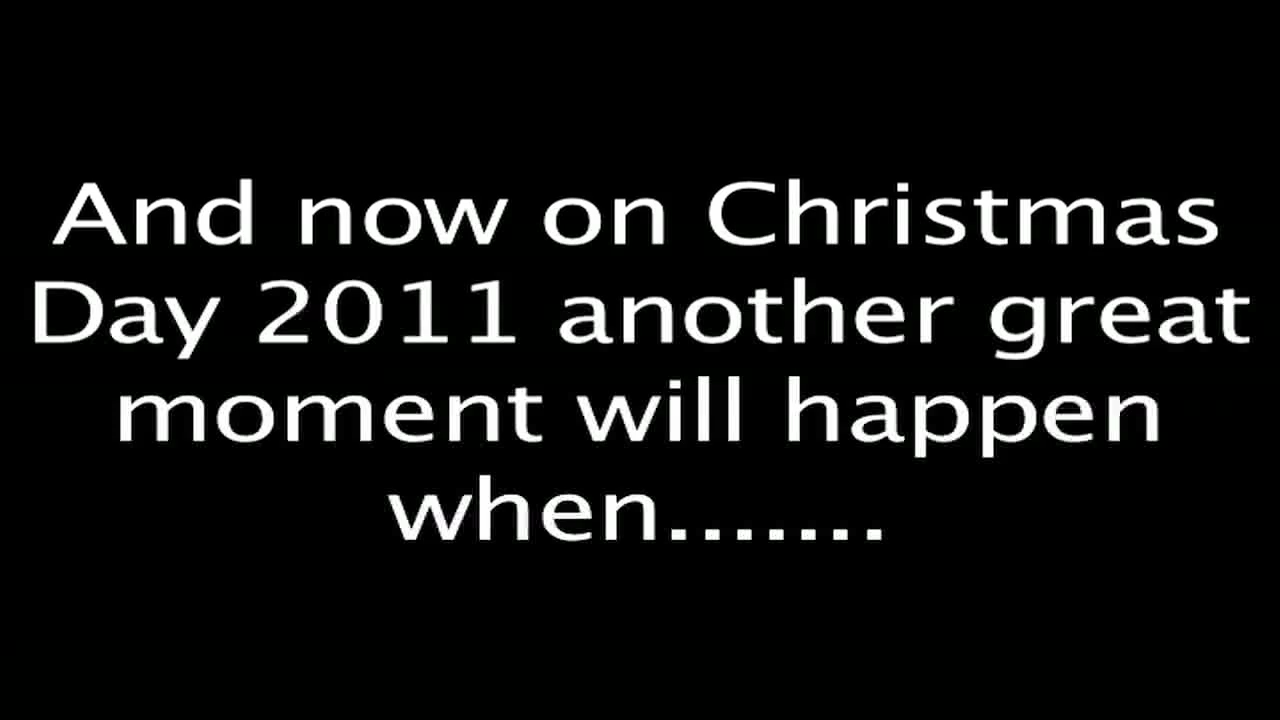 And now on Christmas
Day 2011 another great
moment will happen
when.......